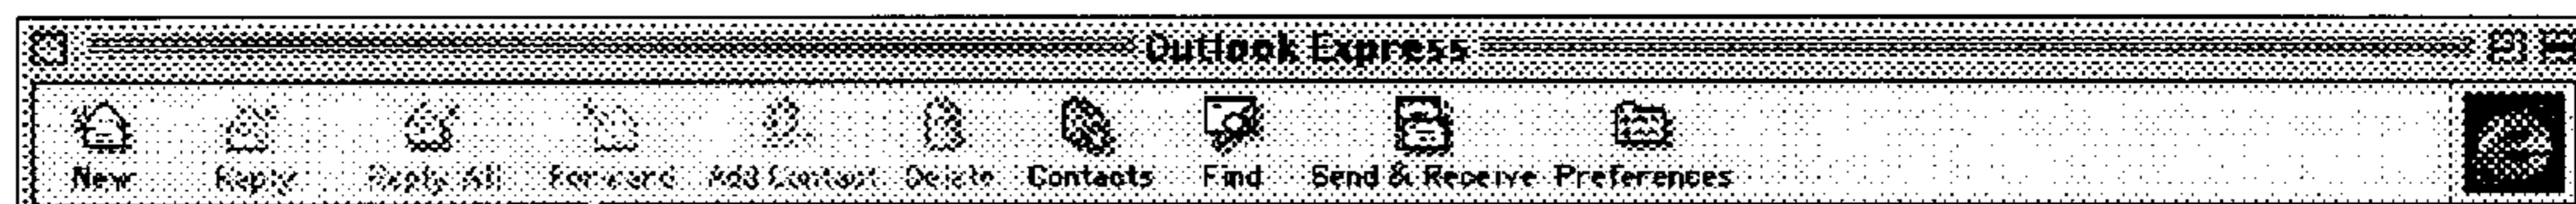 Outlook Express
New Reply Reply All Forward Add Contact Delete Contacts Find Send & Receive Preferences